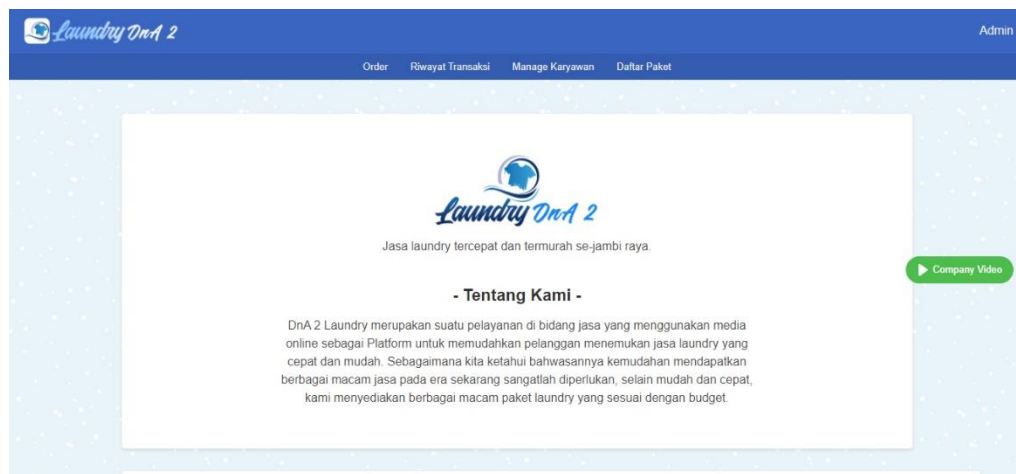 Laundry DnA 2
Admin
Order Riwayat Transaksi Manage Karyawan Daftar Paket
Laundry DnA 2
Jasa laundry tercepat dan termurah se-jambi raya.
Company Video
- Tentang Kami -
DnA 2 Laundry merupakan suatu pelayanan di bidang jasa yang menggunakan media
online sebagai Platform untuk memudahkan pelanggan menemukan jasa laundry yang
cepat dan mudah. Sebagaimana kita ketahui bahwasannya kemudahan mendapatkan
berbagai macam jasa pada era sekarang sangatlah diperlukan, selain mudah dan cepat,
kami menyediakan berbagai macam paket laundry yang sesuai dengan budget.